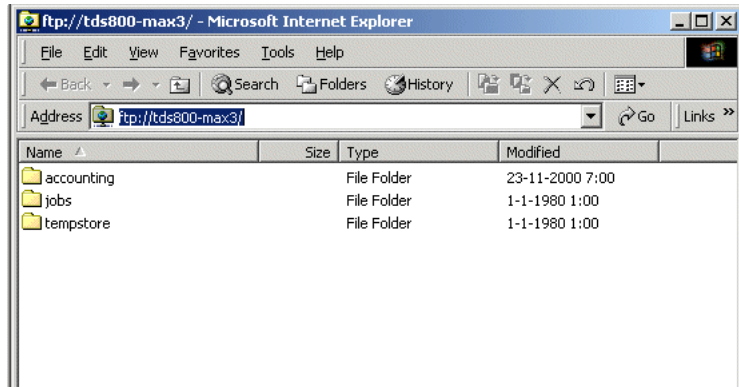 ftp://tds800-max3/ - Microsoft Internet Explorer
File Edit View Favorites Tools Help
Back Search Folders History
Address ftp://tds800-max3/ Go Links »
Name Size Type Modified
accounting File Folder 23-11-2000 7:00
jobs File Folder 1-1-1980 1:00
tempstore File Folder 1-1-1980 1:00